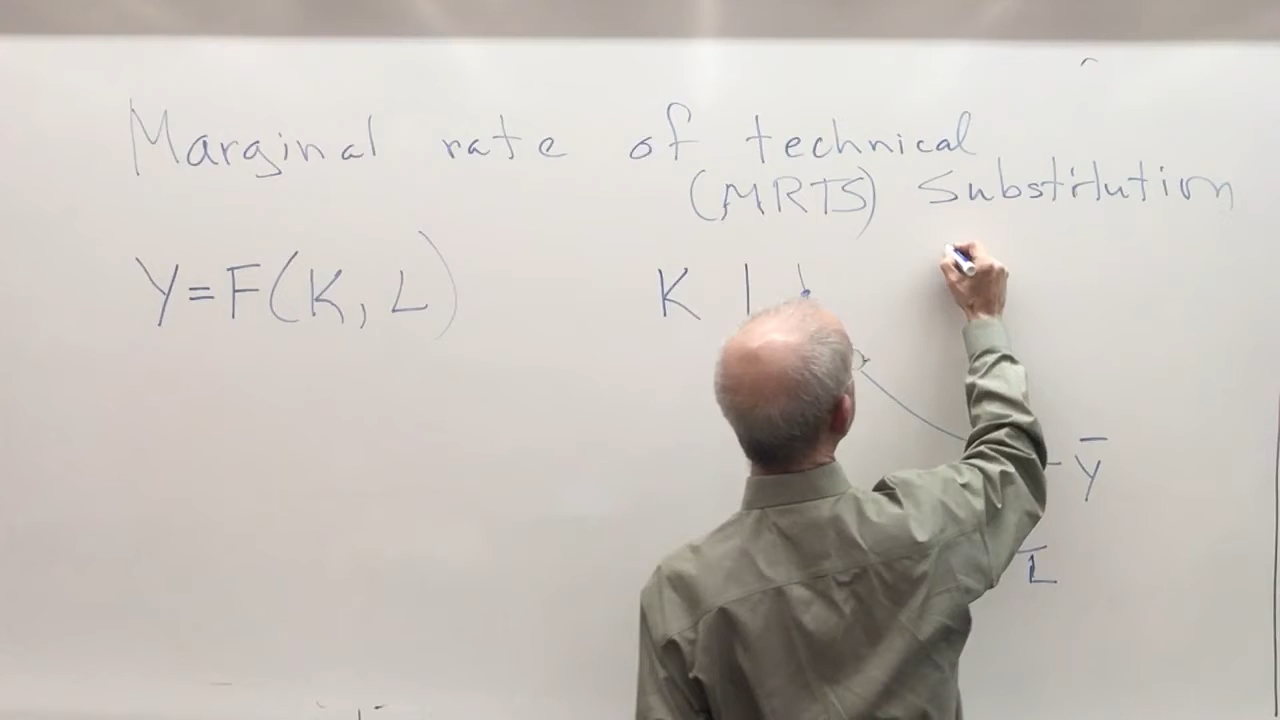 Marginal rate of technical
(MRTS) Substitution
Y=F(K, L)
K
Y̅
L